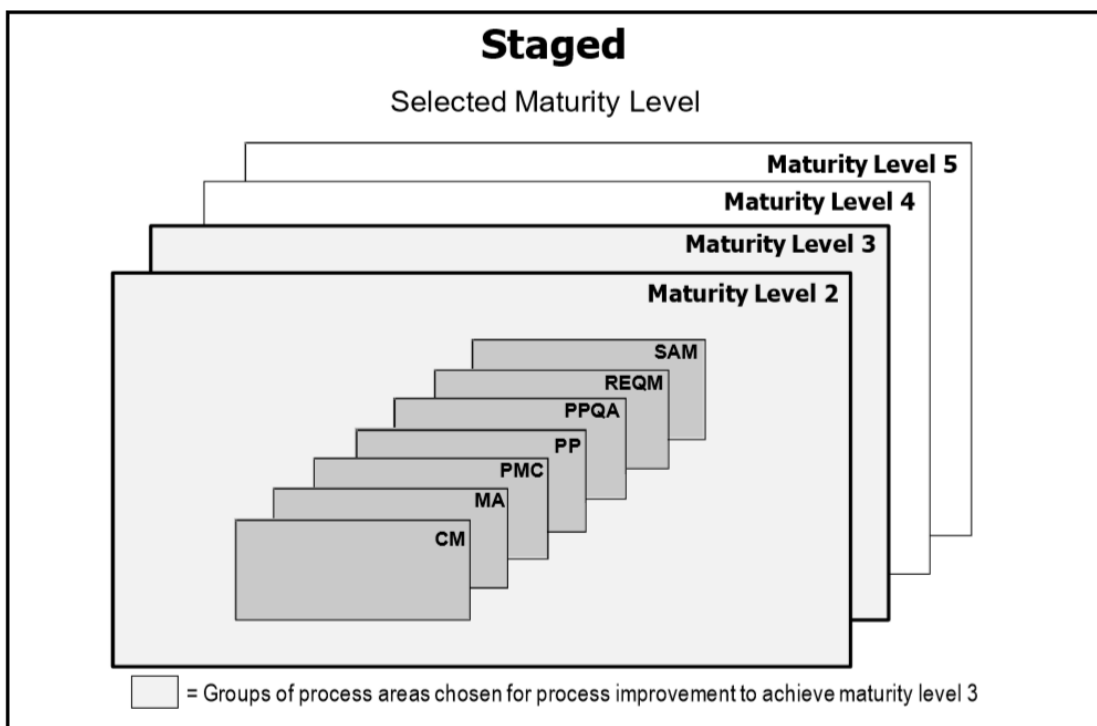 Staged
Selected Maturity Level
Maturity Level 5
Maturity Level 4
Maturity Level 3
Maturity Level 2
SAM
REQM
PPQA
PP
PMC
MA
CM
= Groups of process areas chosen for process improvement to achieve maturity level 3